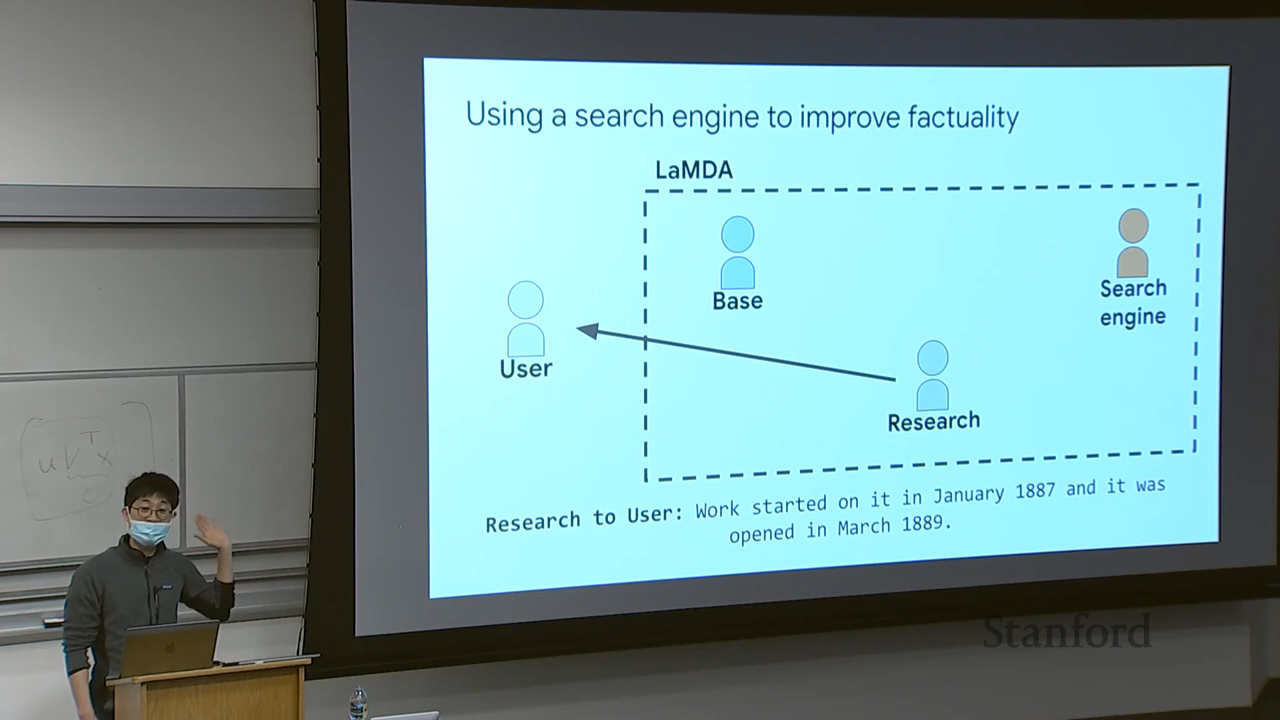 Using a search engine to improve factuality
LaMDA
Base
Search
engine
User
Research
Research to User: Work started on it in January 1887 and it was
opened in March 1889.
u V T x
Stanford